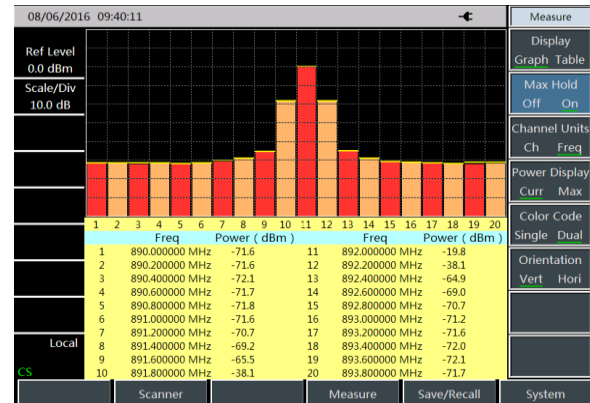 08/06/2016 09:40:11
Measure
Ref Level
0.0 dBm
Scale/Div
10.0 dB
Display
Graph Table
Max Hold
Off On
Channel Units
Ch Freq
Power Display
Curr Max
Color Code
Single Dual
Orientation
Vert Hori
1 2 3 4 5 6 7 8 9 10 11 12 13 14 15 16 17 18 19 20
Freq Power ( dBm ) Freq Power ( dBm )
1 890.000000 MHz -71.6 11 892.000000 MHz -19.8
2 890.200000 MHz -71.6 12 892.200000 MHz -38.1
3 890.400000 MHz -72.1 13 892.400000 MHz -64.9
4 890.600000 MHz -71.7 14 892.600000 MHz -69.0
5 890.800000 MHz -71.8 15 892.800000 MHz -70.7
6 891.000000 MHz -71.6 16 893.000000 MHz -71.2
7 891.200000 MHz -70.7 17 893.200000 MHz -71.6
8 891.400000 MHz -69.2 18 893.400000 MHz -72.0
9 891.600000 MHz -65.5 19 893.600000 MHz -72.1
10 891.800000 MHz -38.1 20 893.800000 MHz -71.7
Local
CS
Scanner Measure Save/Recall System